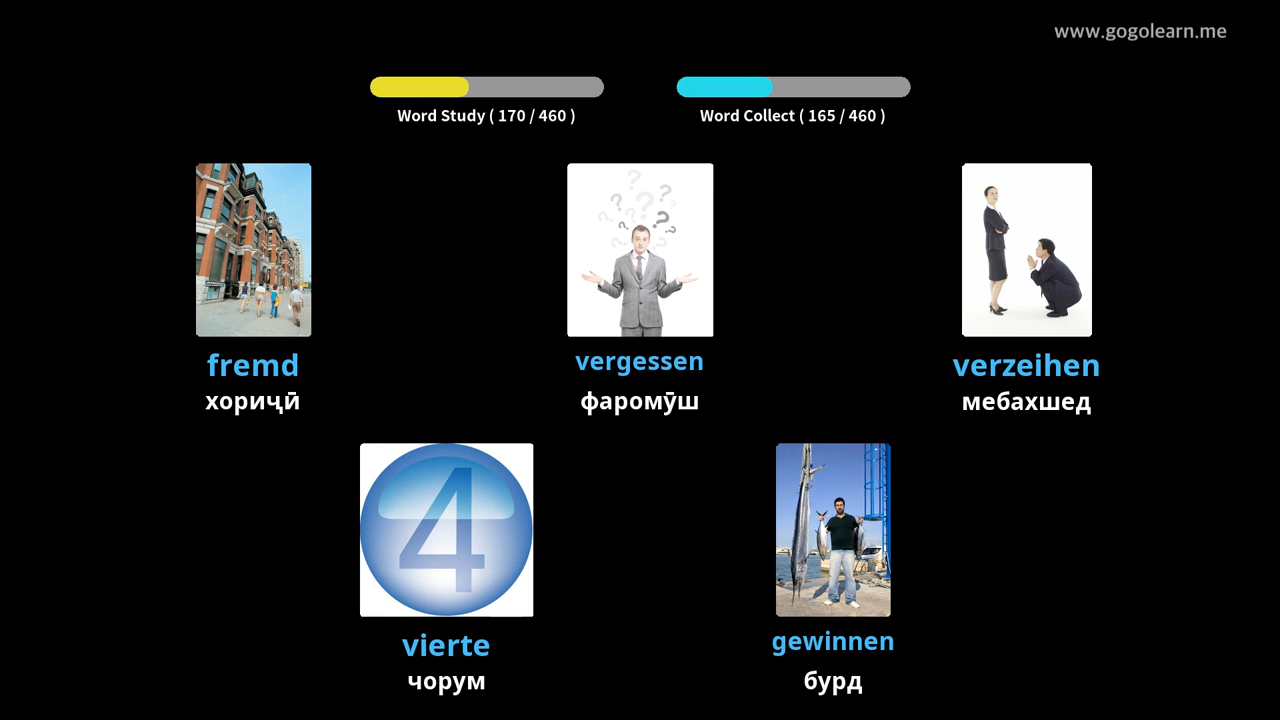 www.gogolearn.me
Word Study ( 170 / 460 )
Word Collect ( 165 / 460 )
fremd
хориҷӣ
vergessen
фаромӯш
verzeihen
мебахшед
4
vierte
чорум
gewinnen
бурд